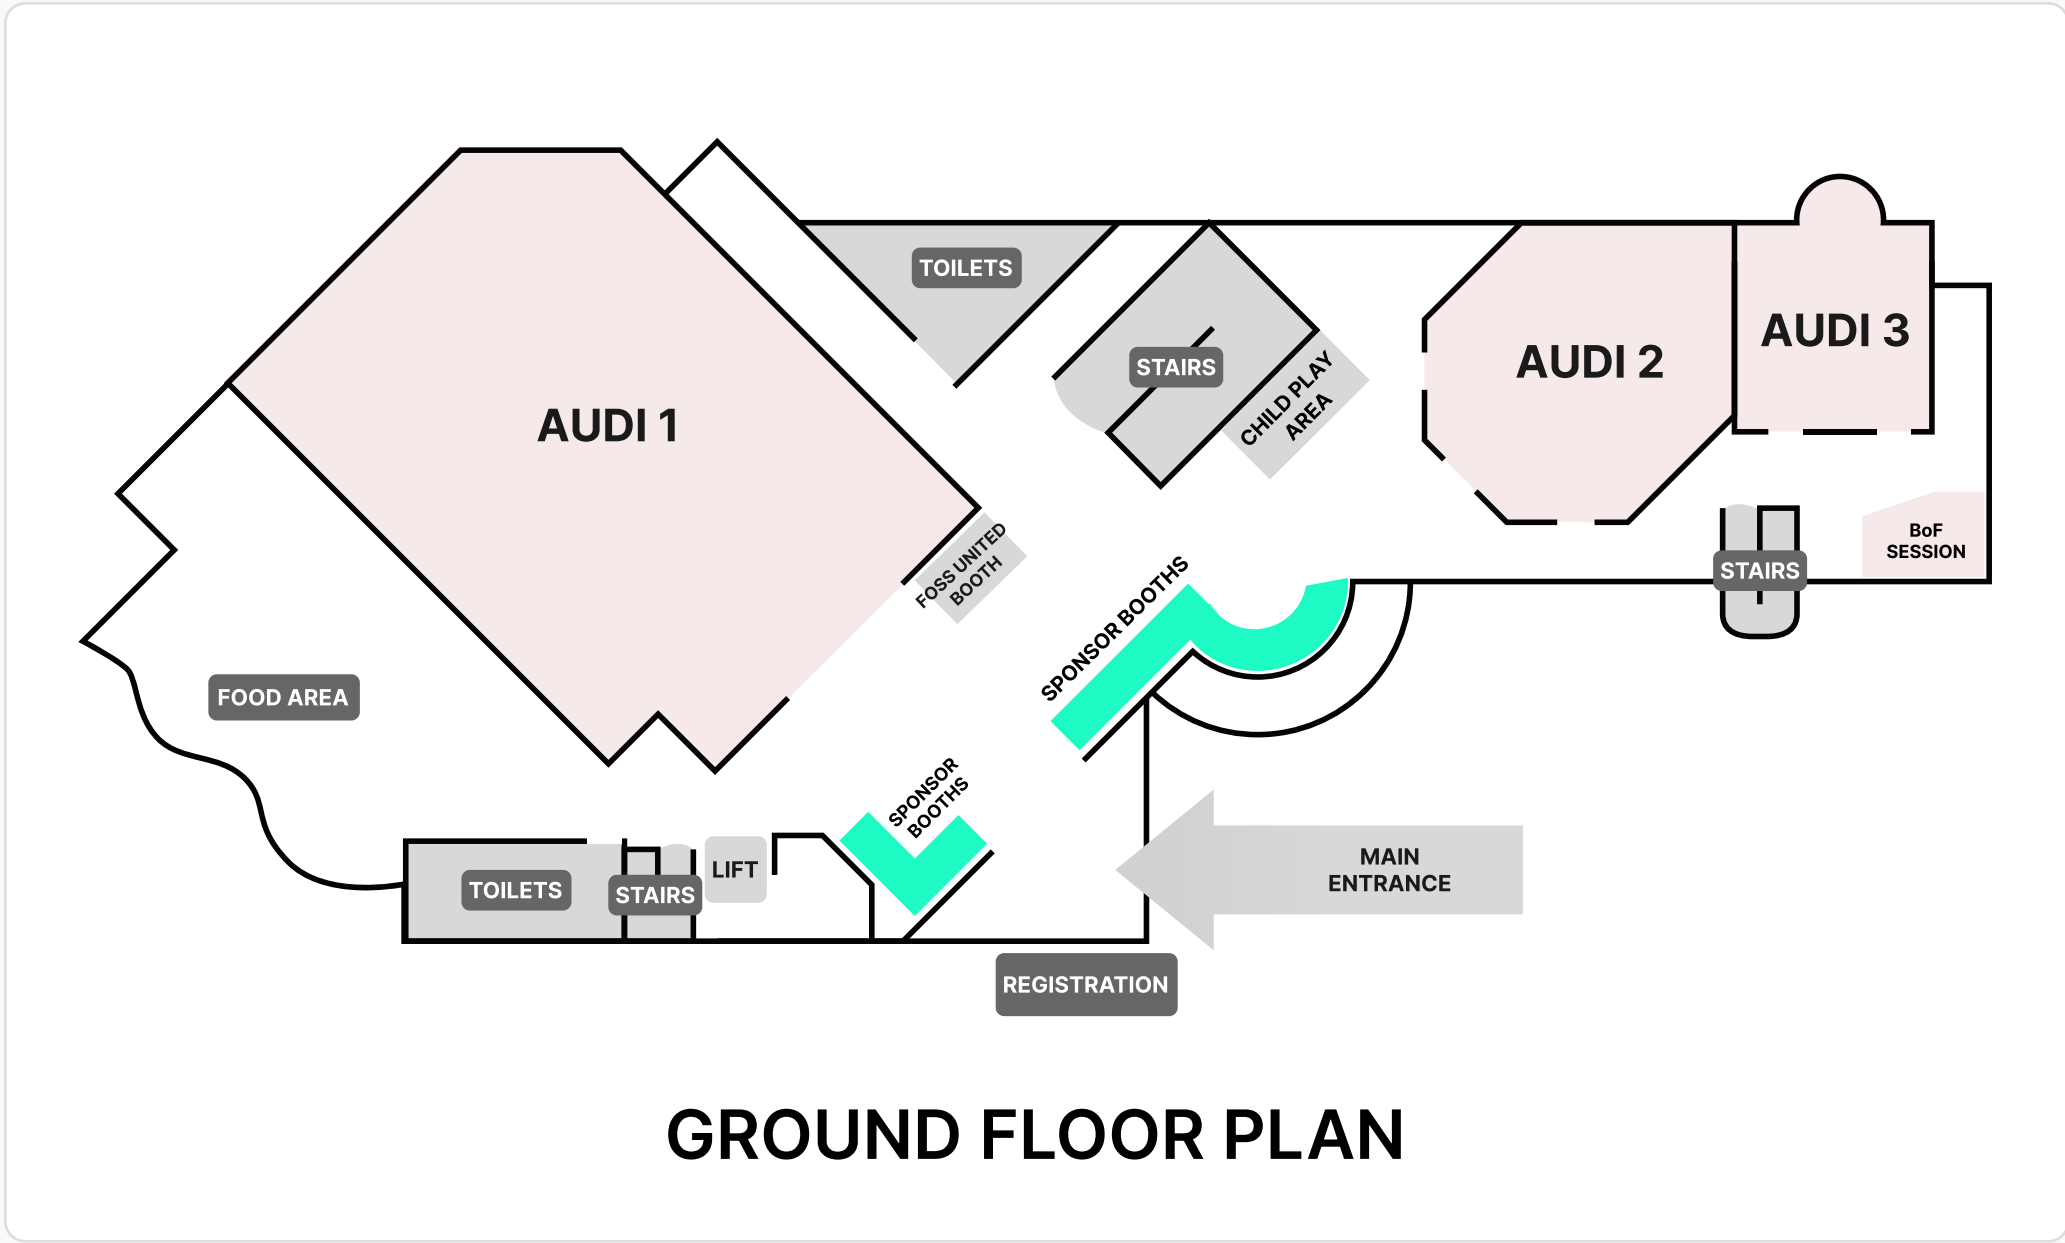 TOILETS
AUDI 3
AUDI 2
STAIRS
CHILD PLAY
AREA
AUDI 1
FOSS UNITED
BOOTH
BoF
SESSION
STAIRS
SPONSOR BOOTHS
FOOD AREA
SPONSOR
BOOTHS
MAIN
ENTRANCE
LIFT
TOILETS
STAIRS
REGISTRATION
GROUND FLOOR PLAN